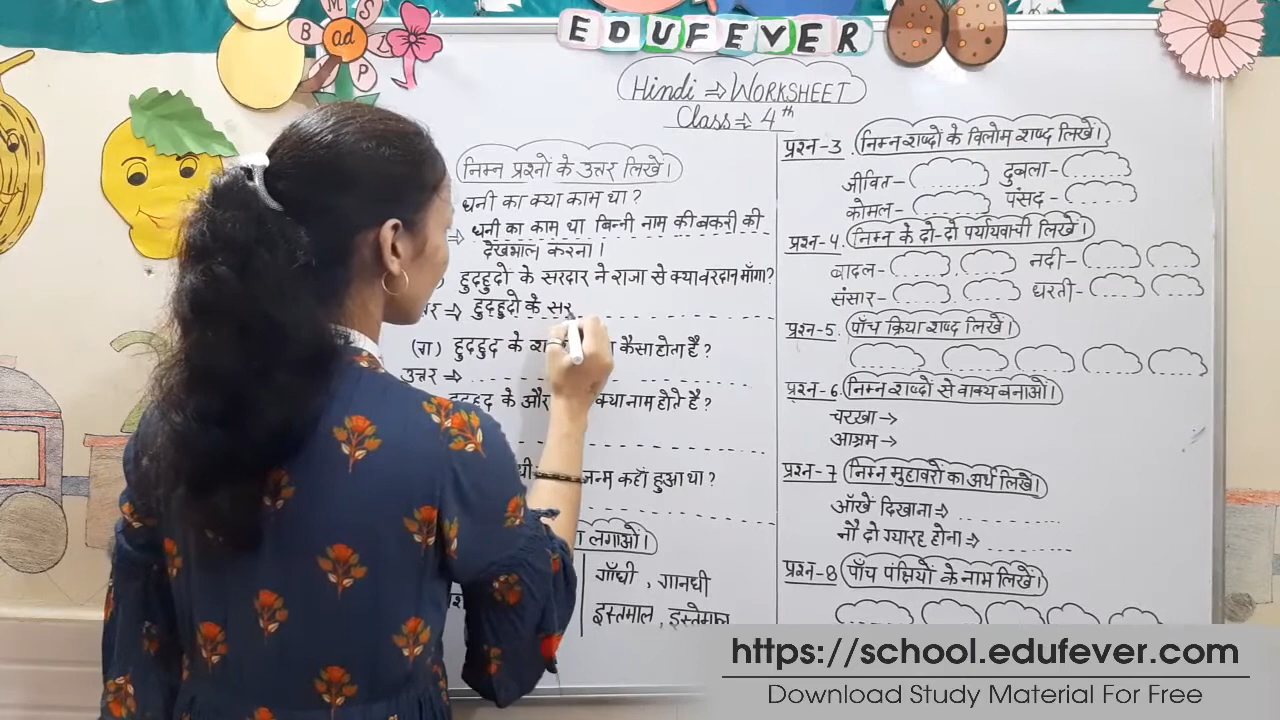 EDUFEVER
B ad M S P
Hindi ⇒ WORKSHEET
Class ⇒ 4th
निम्न प्रश्नों के उत्तर लिखें।
धनी का क्या काम था?
⇒ धनी का काम था बिन्नी नाम की बकरी की
देखभाल करना।
हुदहुदो के सरदार ने राजा से क्या वरदान माँगा?
⇒ हुदहुदो के सर
(ग) हुदहुद के कैसा होता है?
उत्तर ⇒
के और क्या नाम होते है?
जन्म कहाँ हुआ था?
लगाओ।
गाँधी , गानधी
इस्तमाल , इस्तेमाल
प्रश्न-3 . निम्न शब्दों के विलोम शब्द लिखें।
जीवित- दुबला-
कोमल- पंसद-
प्रश्न-4. निम्न के दो-दो पर्यायवाची लिखें।
बादल- , नदी-
संसार- , धरती-
प्रश्न-5. पाँच क्रिया शब्द लिखें।
प्रश्न-6. निम्न शब्दों से वाक्य बनाओं।
चरखा→
आश्रम→
प्रश्न-7 निम्न मुहावरों का अर्थ लिखें।
आँखें दिखाना⇒
नौ दो ग्यारह होना⇒
प्रश्न-8 पाँच पंक्षियों के नाम लिखें।
https://school.edufever.com
Download Study Material For Free